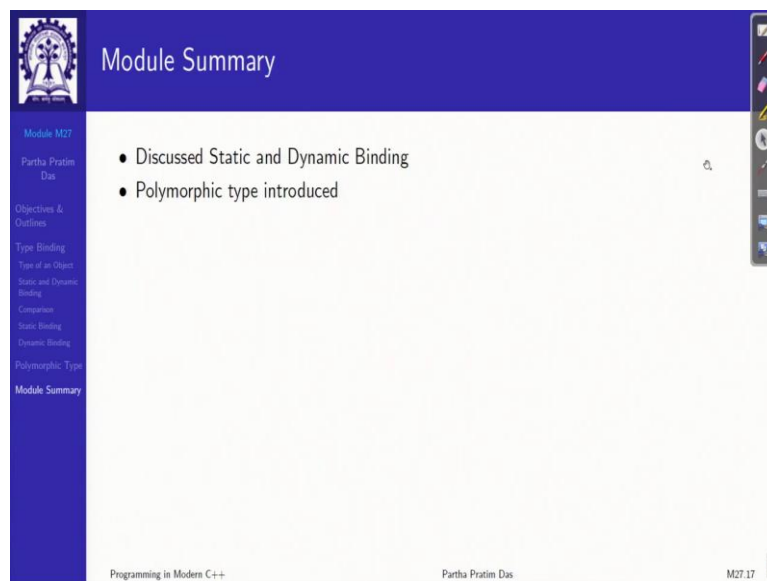 Module Summary
Module M27
Partha Pratim
Das
Objectives &
Outlines
Type Binding
Type of an Object
Static and Dynamic
Binding
Comparison
Static Binding
Dynamic Binding
Polymorphic Type
Module Summary
• Discussed Static and Dynamic Binding
• Polymorphic type introduced
Programming in Modern C++
Partha Pratim Das
M27.17